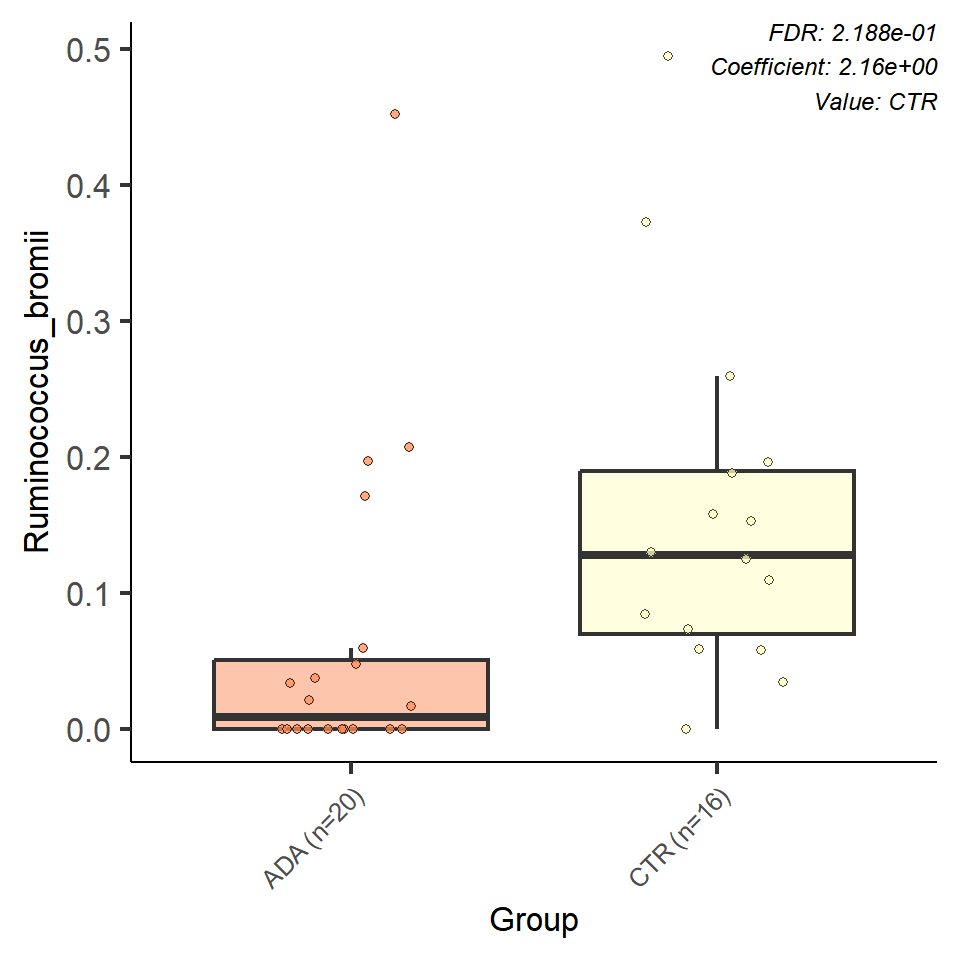 FDR: 2.188e-01
Coefficient: 2.16e+00
Value: CTR
Ruminococcus_bromii
0.5
0.4
0.3
0.2
0.1
0.0
ADA (n=20)
CTR (n=16)
Group